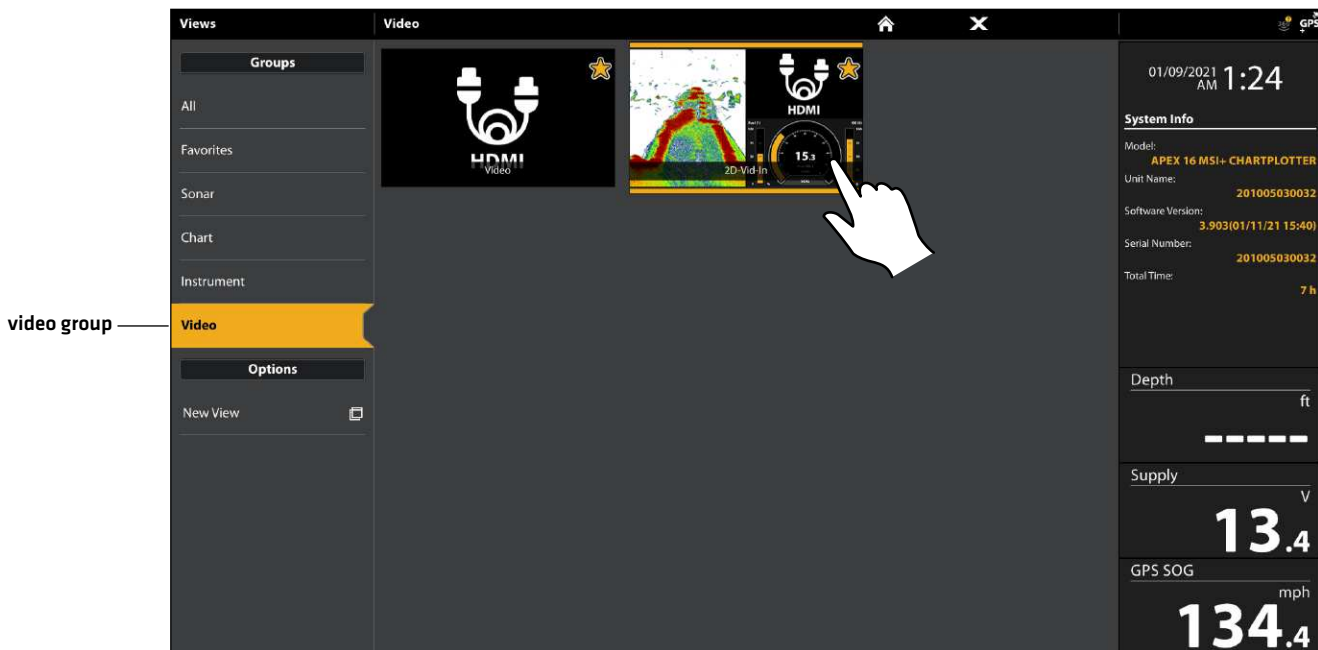 Views
Video
GPS
Groups
All
Favorites
Sonar
Chart
Instrument
Video
Options
New View
video group
HDMI
Video
HDMI
15.3
2D-Vid-In
01/09/2021
AM 1:24
System Info
Model:
APEX 16 MSI+ CHARTPLOTTER
Unit Name:
201005030032
Software Version:
3.903(01/11/21 15:40)
Serial Number:
201005030032
Total Time:
7 h
Depth
ft
-----
Supply
V
13.4
GPS SOG
mph
134.4